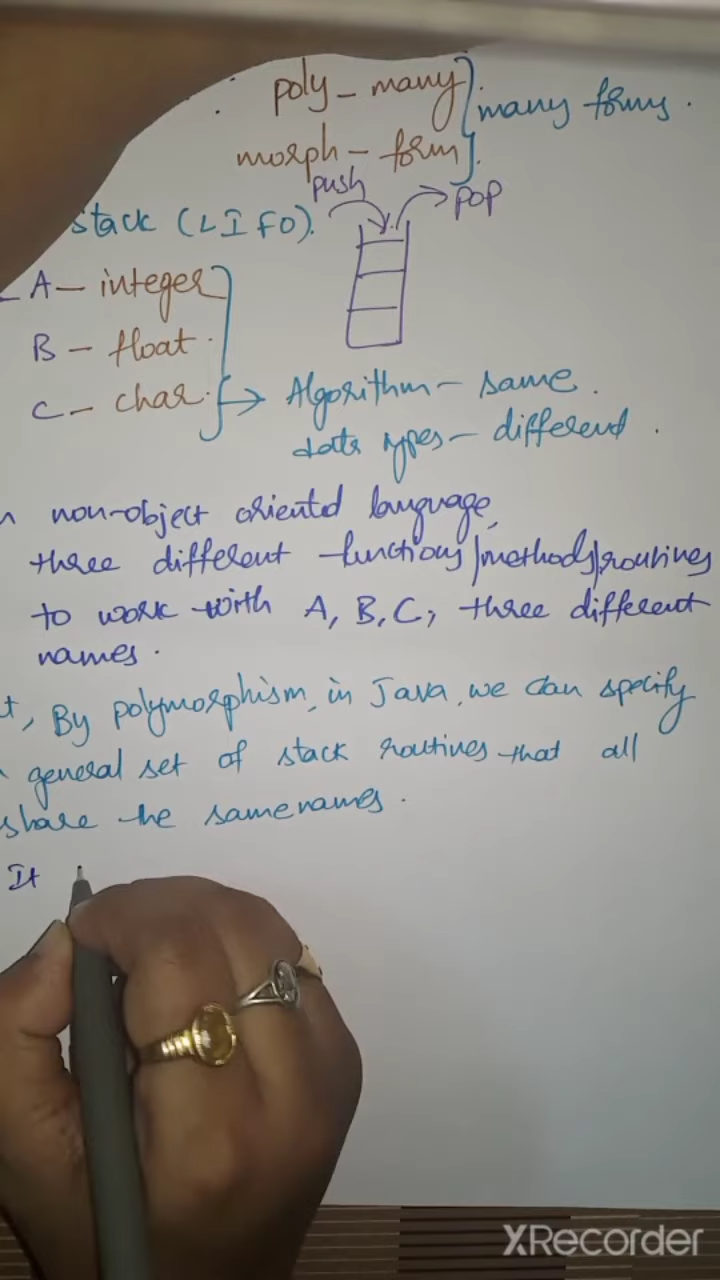 poly - many
many forms.
morph - form
push
pop
stack (LIFO).
A - integer
B - float.
C - char.
Algorithm - same.
data types - different.
non-object oriented language,
three different functions/methods/routines
to work with A, B, C, three different
names.
By polymorphism, in Java, we can specify
general set of stack routines that all
share the same names.
It
XRecorder